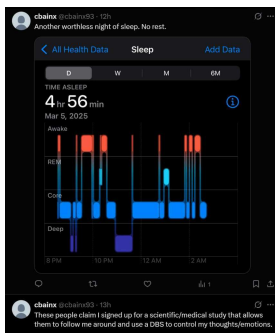 cbainx @cbainx93 · 12h
Another worthless night of sleep. No rest.
All Health Data Sleep Add Data
D W M 6M
TIME ASLEEP
4 hr 56 min
Mar 5, 2025
Awake
REM
Core
Deep
8 PM 10 PM 12 AM 2 AM
1
cbainx @cbainx93 · 13h
These people claim I signed up for a scientific/medical study that allows
them to follow me around and use a DBS to control my thoughts/emotions,